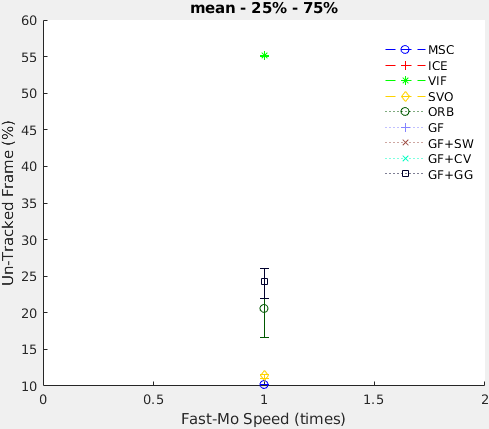 mean - 25% - 75%
Un-Tracked Frame (%)
60
55
50
45
40
35
30
25
20
15
10
MSC
ICE
VIF
SVO
ORB
GF
GF+SW
GF+CV
GF+GG
0
0.5
1
1.5
2
Fast-Mo Speed (times)